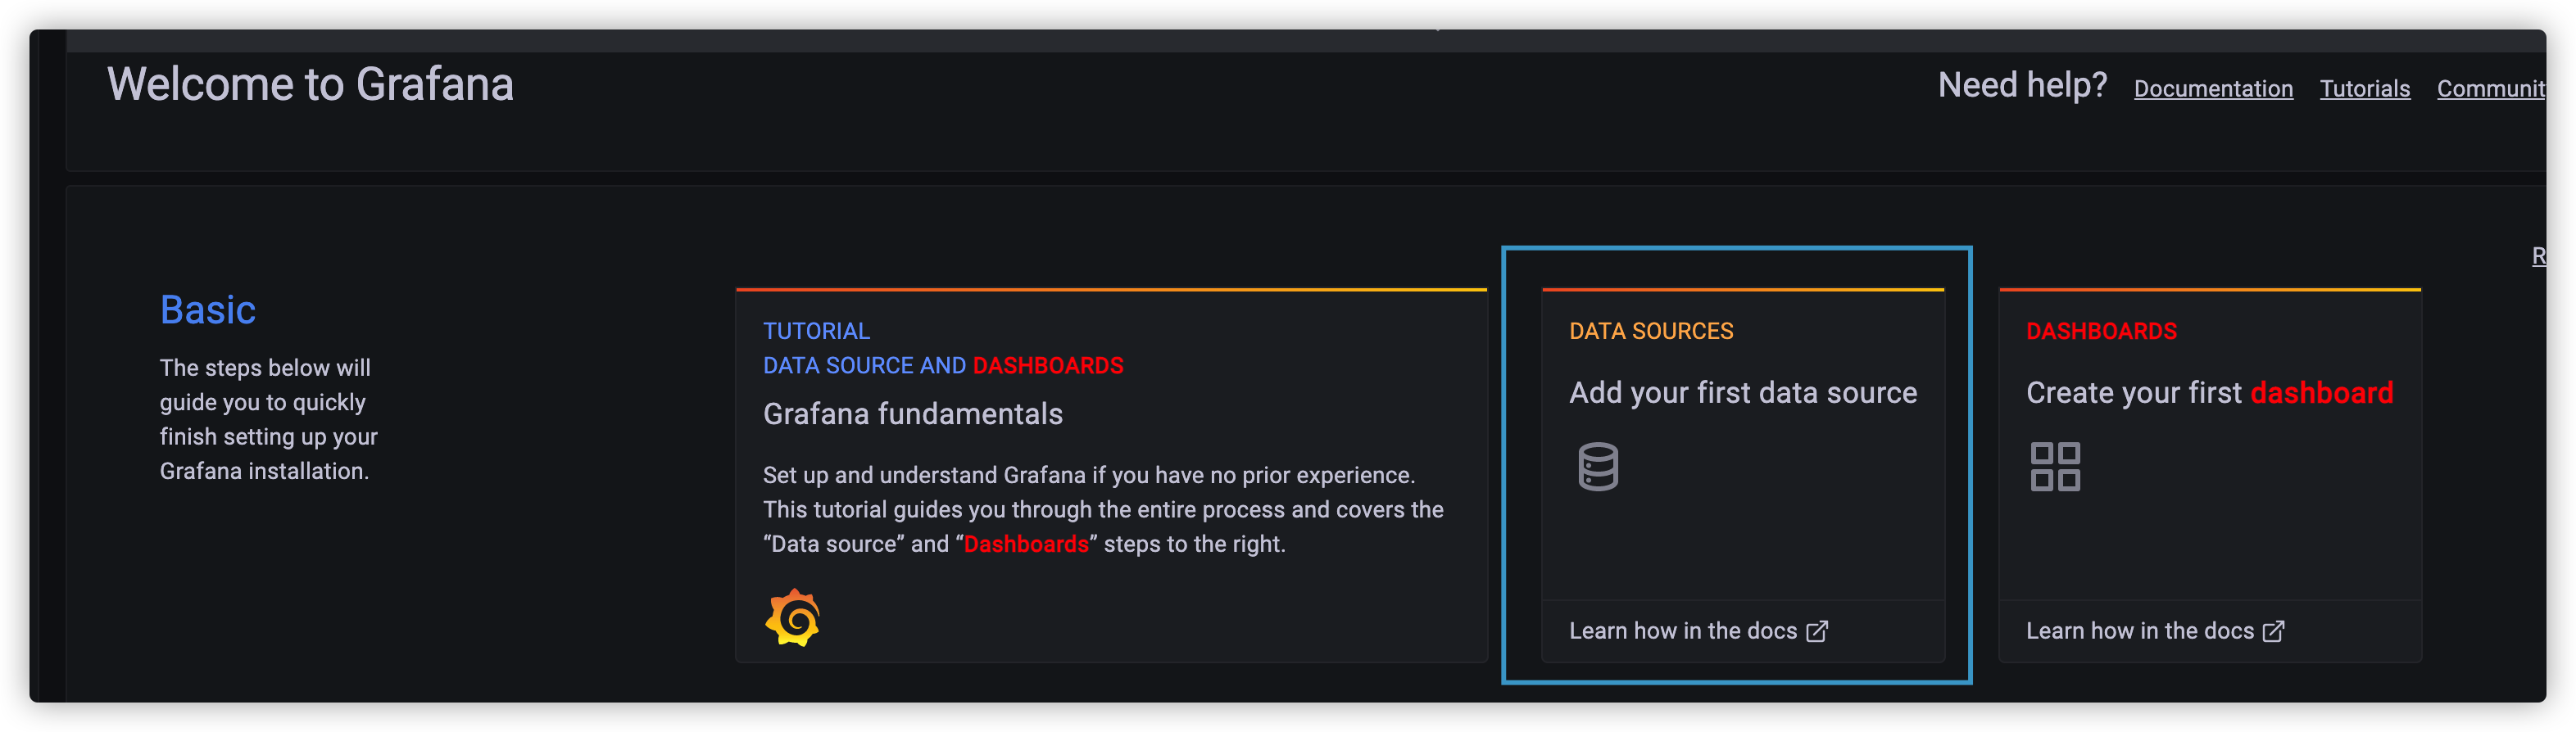 Welcome to Grafana
Need help? Documentation Tutorials Communit
R
Basic
The steps below will
guide you to quickly
finish setting up your
Grafana installation.
TUTORIAL
DATA SOURCE AND DASHBOARDS
Grafana fundamentals
Set up and understand Grafana if you have no prior experience.
This tutorial guides you through the entire process and covers the
“Data source” and “Dashboards” steps to the right.
DATA SOURCES
Add your first data source
Learn how in the docs
DASHBOARDS
Create your first dashboard
Learn how in the docs